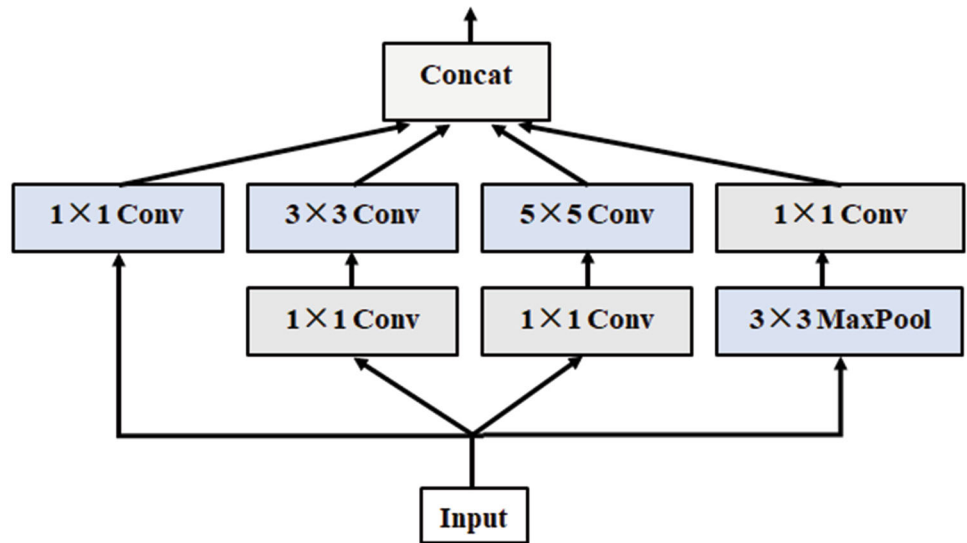 Concat
1×1 Conv
3×3 Conv
5×5 Conv
1×1 Conv
1×1 Conv
1×1 Conv
3×3 MaxPool
Input